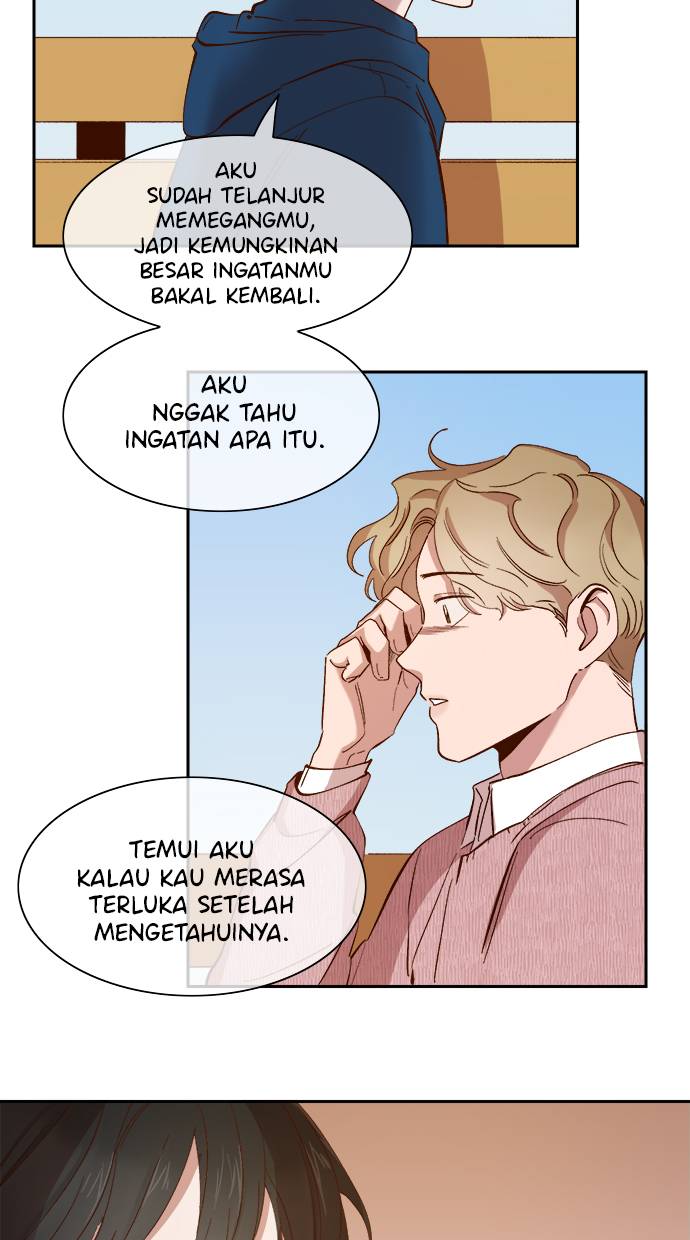 AKU
SUDAH TELANJUR
MEMEGANGMU,
JADI KEMUNGKINAN
BESAR INGATANMU
BAKAL KEMBALI.
AKU
NGGAK TAHU
INGATAN APA ITU.
TEMUI AKU
KALAU KAU MERASA
TERLUKA SETELAH
MENGETAHUINYA.